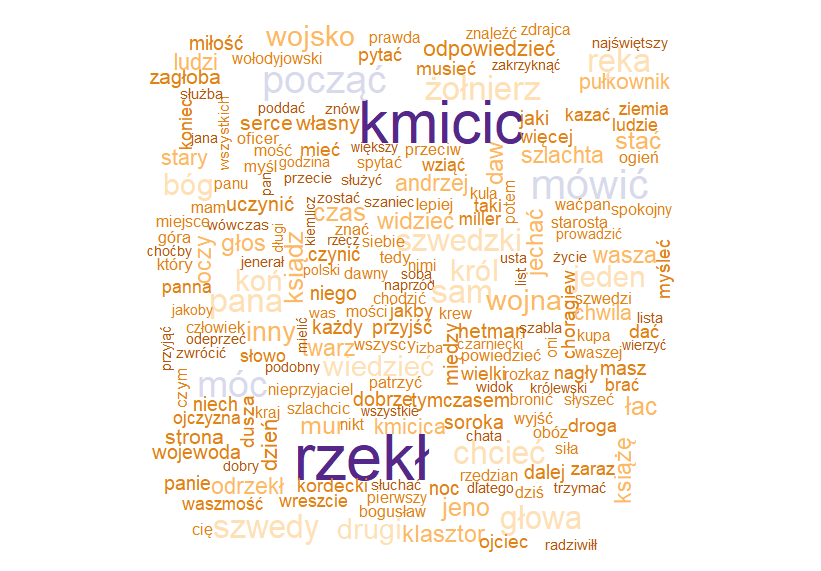 najświętszy
znaleźć zdrajca
miłość wojsko prawda odpowiedzieć
ludzi wołodyjowski pytać musieć zakrzyknąć ręka
zagłoba służba począć żołnierz pułkownik
koniec wszystkich poddać znów kmicic jaki kazać ziemia
jana oficer serce własny więcej ludzie
stary mość mieć większy przeciw szlachta stać
myśl godzina spytać wziąć daw ogień
bóg panu pan przecie służyć andrzej mówić
mam uczynić zostać szaniec lepiej kula taki potem waćpan spokojny
miejsce wówczas czas kiemlicz znać widzieć miller starosta
góra głos długi siebie szwedzki jechać prowadzić
choćby oczy ksiądz rzecz czynić tedy wasza myśleć
który jenerał polski dawny nimi król usta życie
panna koń sobą naprzód sam list jeden
jakoby pana niego chodzić wojna szwedzi
was mości jakby krew chorągiew chwila lista
człowiek inny każdy przyjść hetman szabla kupa dać
przyjąć odeprzeć mielić wszyscy izba czarniecki oni waszej wierzyć
zwrócić słowo twarz między powiedzieć
czym podobny wiedzieć wielki rozkaz nagły masz
móc nieprzyjaciel patrzyć widok królewski brać
niech dusza szlachcic dobrze tymczasem bronić słyszeć
ojczyzna kraj wszystkie wyjść łac
strona dzień mur nikt kmicica soroka obóz droga
wojewoda rzekł chata chcieć siła
dobry rzędzian dalej zaraz książę
panie odrzekł kordecki słuchać noc dlatego dziś trzymać
waszmość wreszcie pierwszy jeno
bogusław głowa
cię szwedy drugi klasztor ojciec radziwiłł